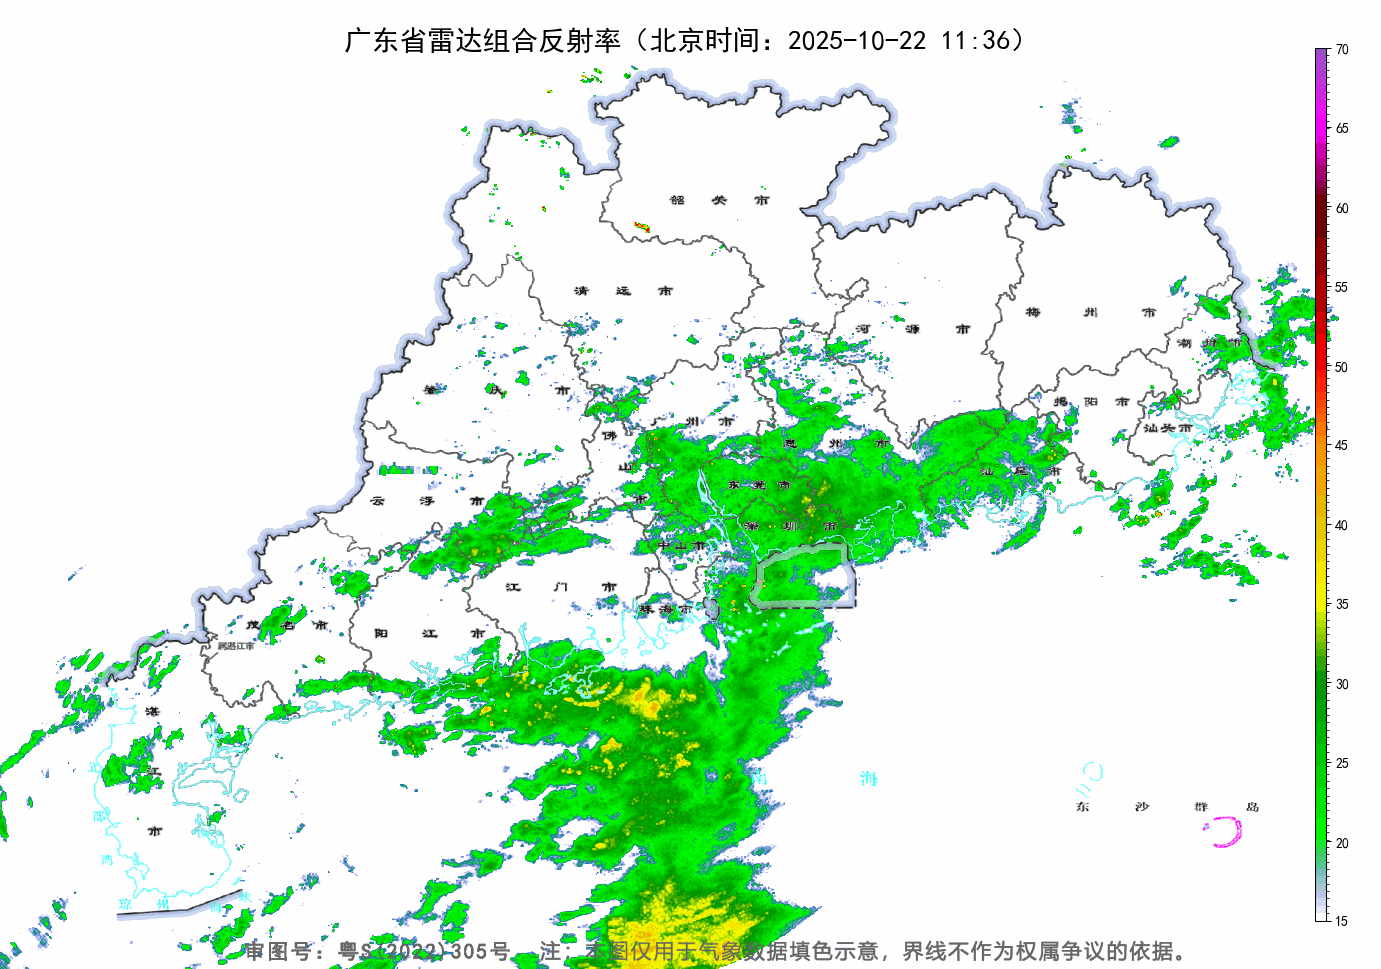 广东省雷达组合反射率（北京时间：2025-10-22 11:36）
70
65
60
55
50
45
40
35
30
25
20
15
韶关市
清远市
河源市
梅州市
潮州市
肇庆市
揭阳市
广州市
汕头市
佛山市
惠州市
汕尾市
东莞市
云浮市
深圳市
中山市
江门市
珠海市
茂名市
阳江市
属湛江市
湛江市
南海
北部湾
东沙群岛
琼州海峡
审图号：粤S(2022)305号 注：本图仅用于气象数据填色示意，界线不作为权属争议的依据。